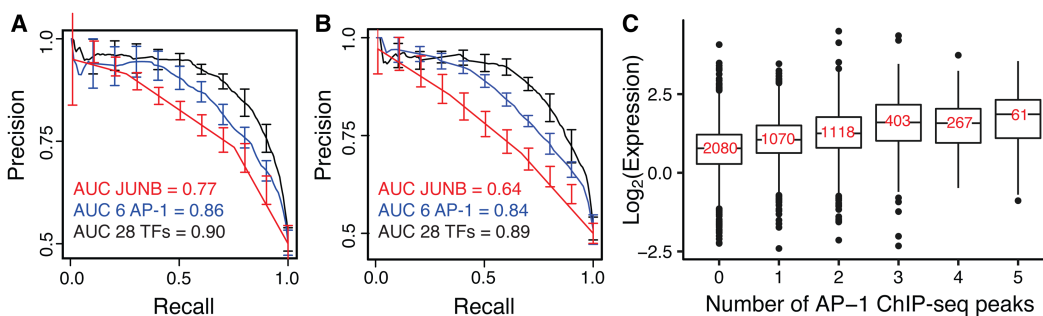 A
Precision
1.0
0.75
0.5
AUC JUNB = 0.77
AUC 6 AP-1 = 0.86
AUC 28 TFs = 0.90
0.0 0.5 1.0
Recall
B
Precision
1.0
0.75
0.5
AUC JUNB = 0.64
AUC 6 AP-1 = 0.84
AUC 28 TFs = 0.89
0.0 0.5 1.0
Recall
C
Log2(Expression)
2.5
0.0
−2.5
2080 1070 1118 403 267 61
0 1 2 3 4 5
Number of AP−1 ChIP-seq peaks